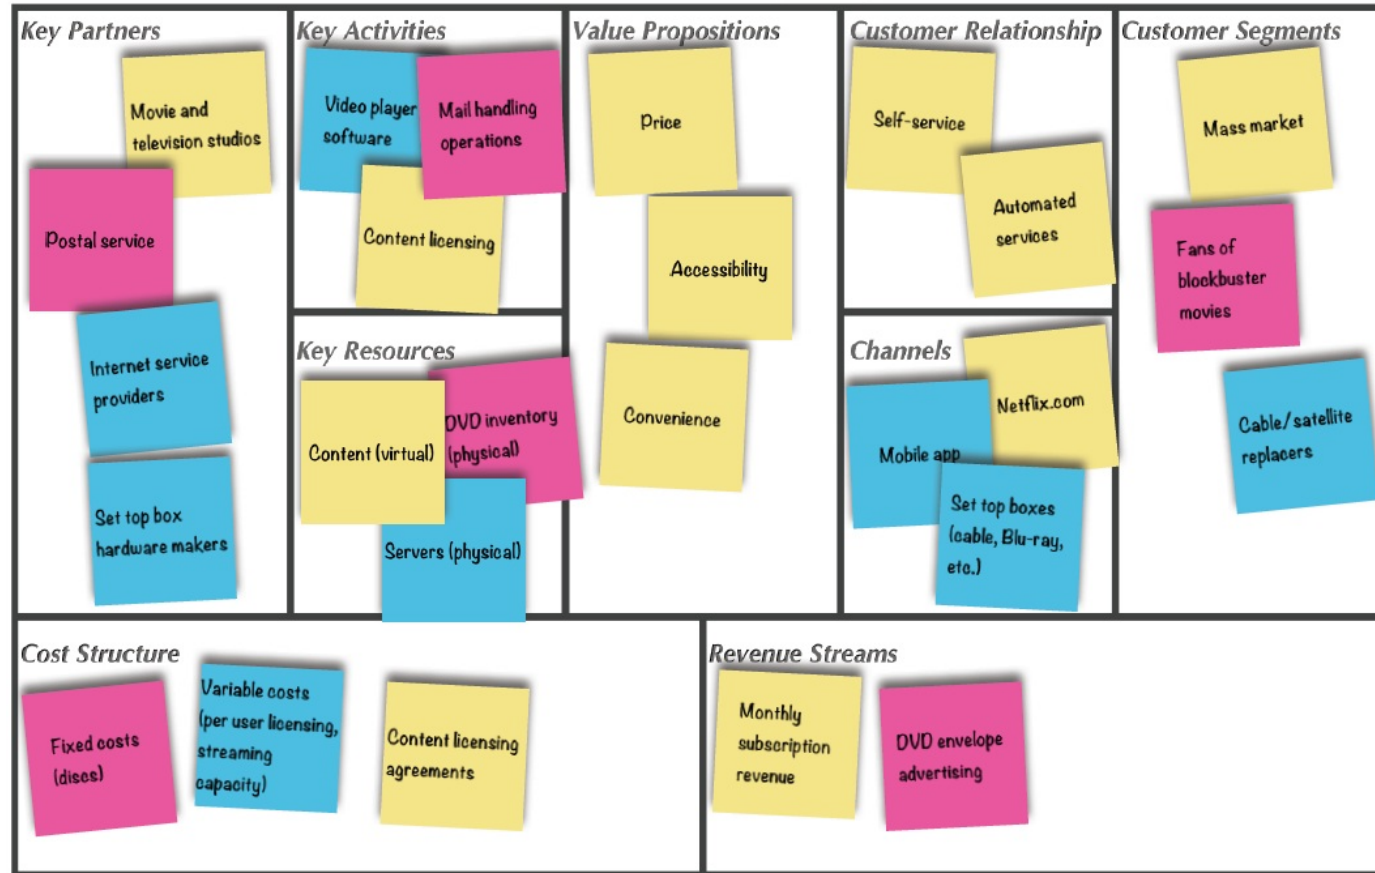 Key Partners
Movie and
television studios
Postal service
Internet service
providers
Set top box
hardware makers
Key Activities
Video player
software
Mail handling
operations
Content licensing
Key Resources
Content (virtual)
DVD inventory
(physical)
Servers (physical)
Value Propositions
Price
Accessibility
Convenience
Customer Relationship
Self-service
Automated
services
Channels
Netflix.com
Mobile app
Set top boxes
(cable, Blu-ray,
etc.)
Customer Segments
Mass market
Fans of
blockbuster
movies
Cable/satellite
replacers
Cost Structure
Fixed costs
(discs)
Variable costs
(per user licensing,
streaming
capacity)
Content licensing
agreements
Revenue Streams
Monthly
subscription
revenue
DVD envelope
advertising